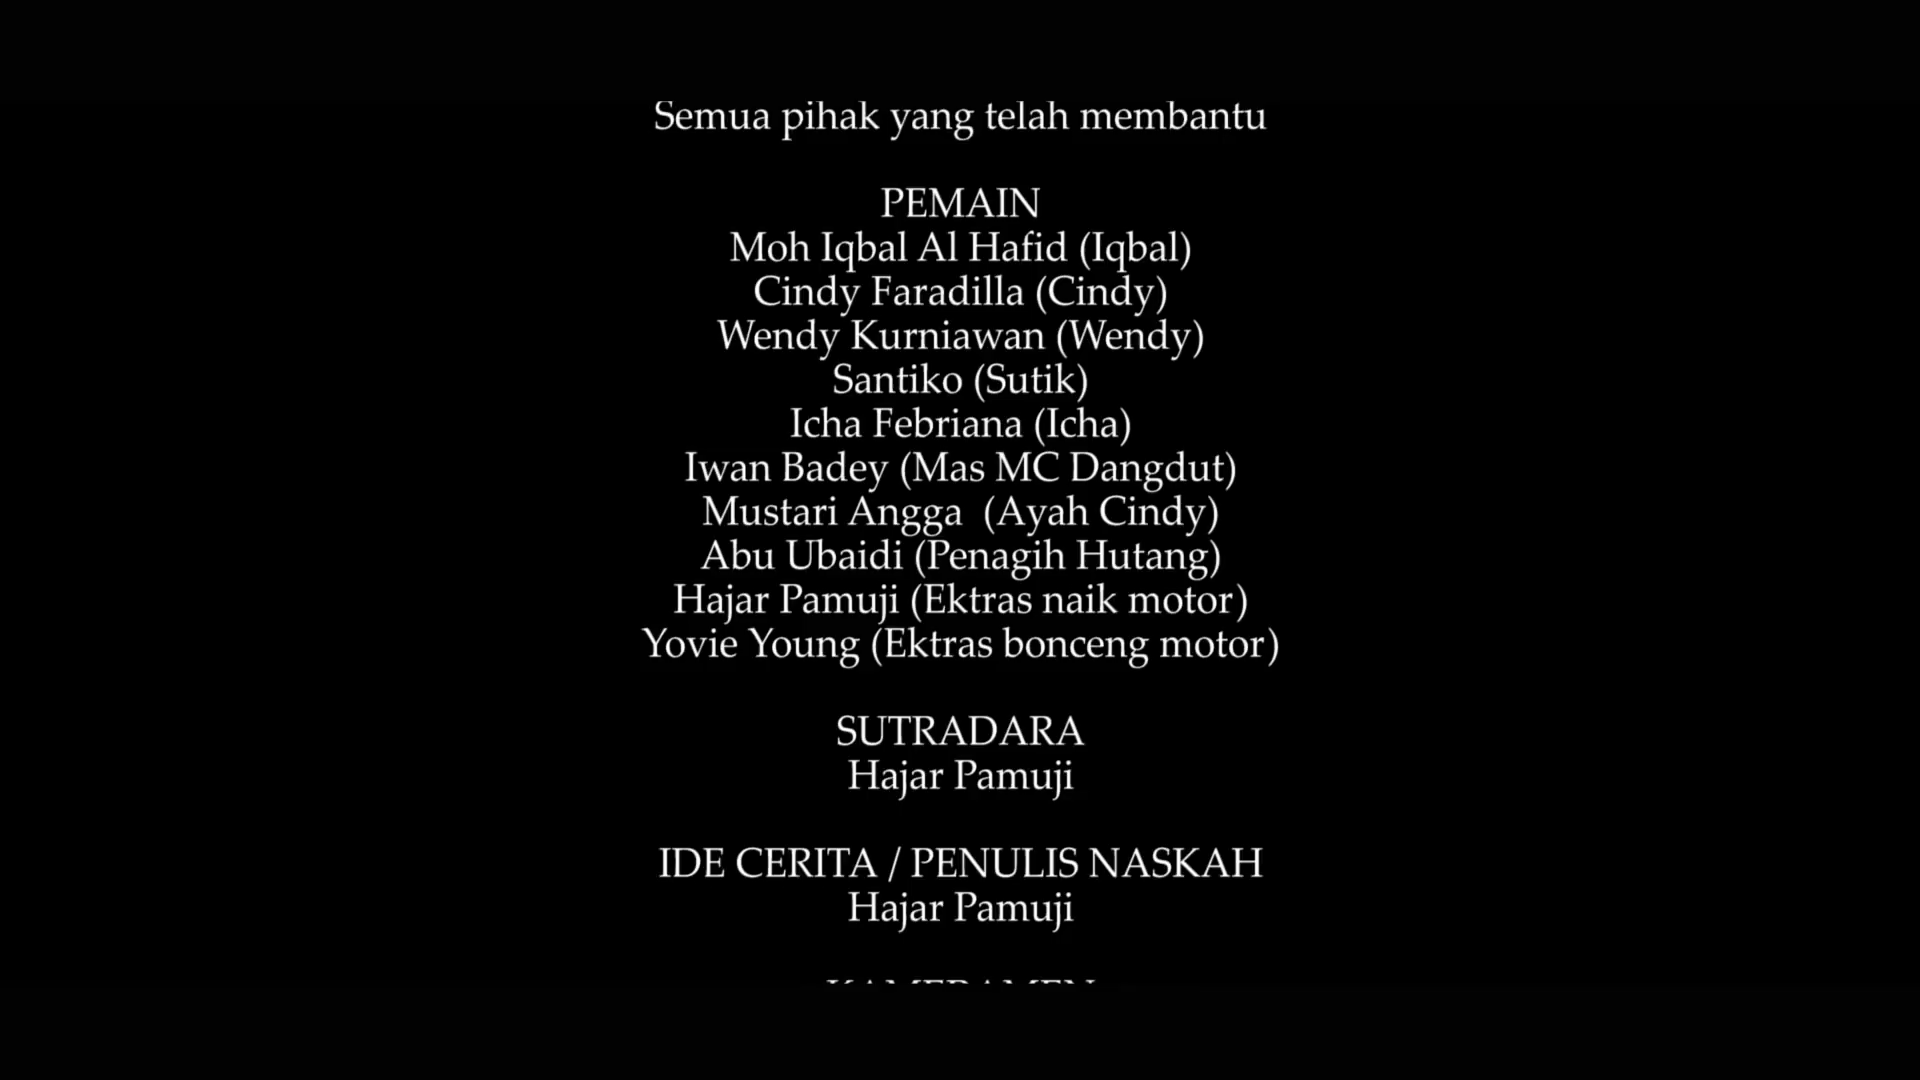 Semua pihak yang telah membantu
PEMAIN
Moh Iqbal Al Hafid (Iqbal)
Cindy Faradilla (Cindy)
Wendy Kurniawan (Wendy)
Santiko (Sutik)
Icha Febriana (Icha)
Iwan Badey (Mas MC Dangdut)
Mustari Angga  (Ayah Cindy)
Abu Ubaidi (Penagih Hutang)
Hajar Pamuji (Ektras naik motor)
Yovie Young (Ektras bonceng motor)
SUTRADARA
Hajar Pamuji
IDE CERITA / PENULIS NASKAH
Hajar Pamuji